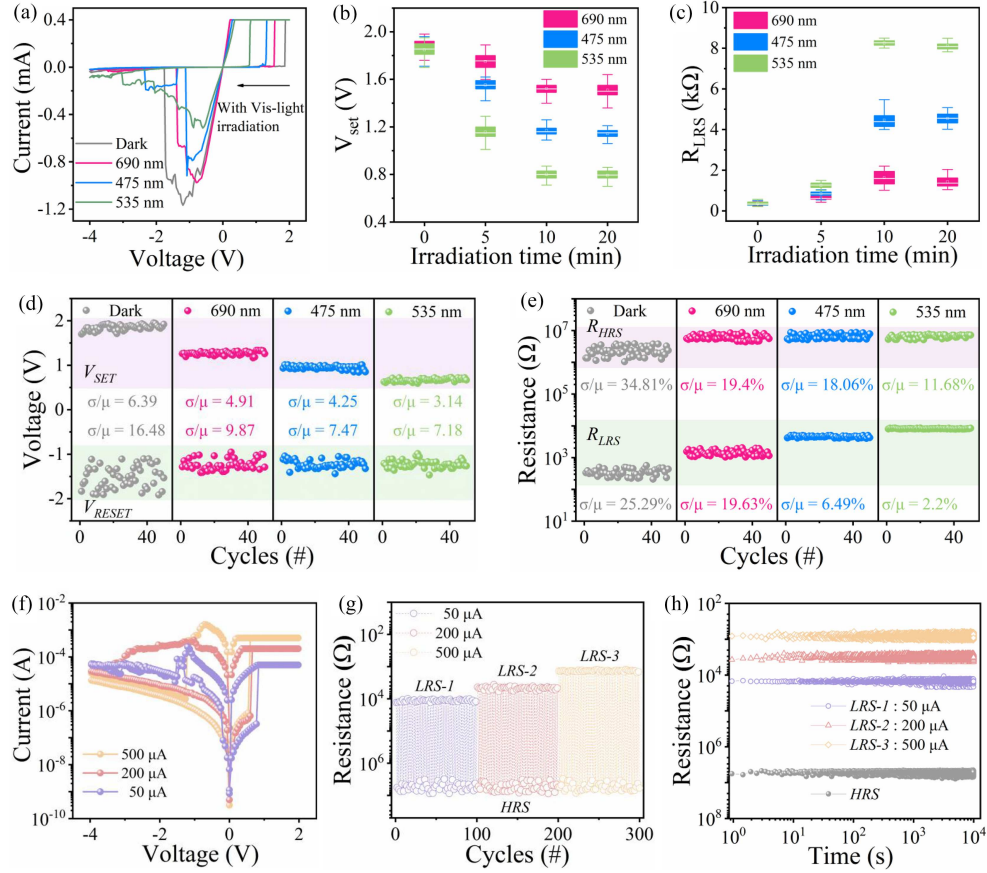 (a)
Current (mA)
0.4
0.0
-0.4
-0.8
-1.2
With Vis-light
irradiation
Dark
690 nm
475 nm
535 nm
-4
-2
0
2
Voltage (V)
(b)
V_set (V)
2.0
1.6
1.2
0.8
0.4
690 nm
475 nm
535 nm
0
5
10
20
Irradiation time (min)
(c)
R_LRS (kΩ)
10
8
6
4
2
0
690 nm
475 nm
535 nm
0
5
10
20
Irradiation time (min)
(d)
Voltage (V)
2
1
0
-1
-2
Dark 690 nm 475 nm 535 nm
V_SET
σ/μ = 6.39 σ/μ = 4.91 σ/μ = 4.25 σ/μ = 3.14
σ/μ = 16.48 σ/μ = 9.87 σ/μ = 7.47 σ/μ = 7.18
V_RESET
0 40 0 40 0 40 0 40
Cycles (#)
(e)
Resistance (Ω)
10^7
10^5
10^3
10^1
Dark 690 nm 475 nm 535 nm
R_HRS
σ/μ = 34.81% σ/μ = 19.4% σ/μ = 18.06% σ/μ = 11.68%
R_LRS
σ/μ = 25.29% σ/μ = 19.63% σ/μ = 6.49% σ/μ = 2.2%
0 40 0 40 0 40 0 40
Cycles (#)
(f)
Current (A)
10^-2
10^-4
10^-6
10^-8
10^-10
500 μA
200 μA
50 μA
-4
-2
0
2
Voltage (V)
(g)
Resistance (Ω)
10^2
10^4
10^6
50 μA
200 μA
500 μA
LRS-1
LRS-2
LRS-3
HRS
0
100
200
300
Cycles (#)
(h)
Resistance (Ω)
10^2
10^4
10^6
10^8
LRS-1 : 50 μA
LRS-2 : 200 μA
LRS-3 : 500 μA
HRS
10^0
10^1
10^2
10^3
10^4
Time (s)